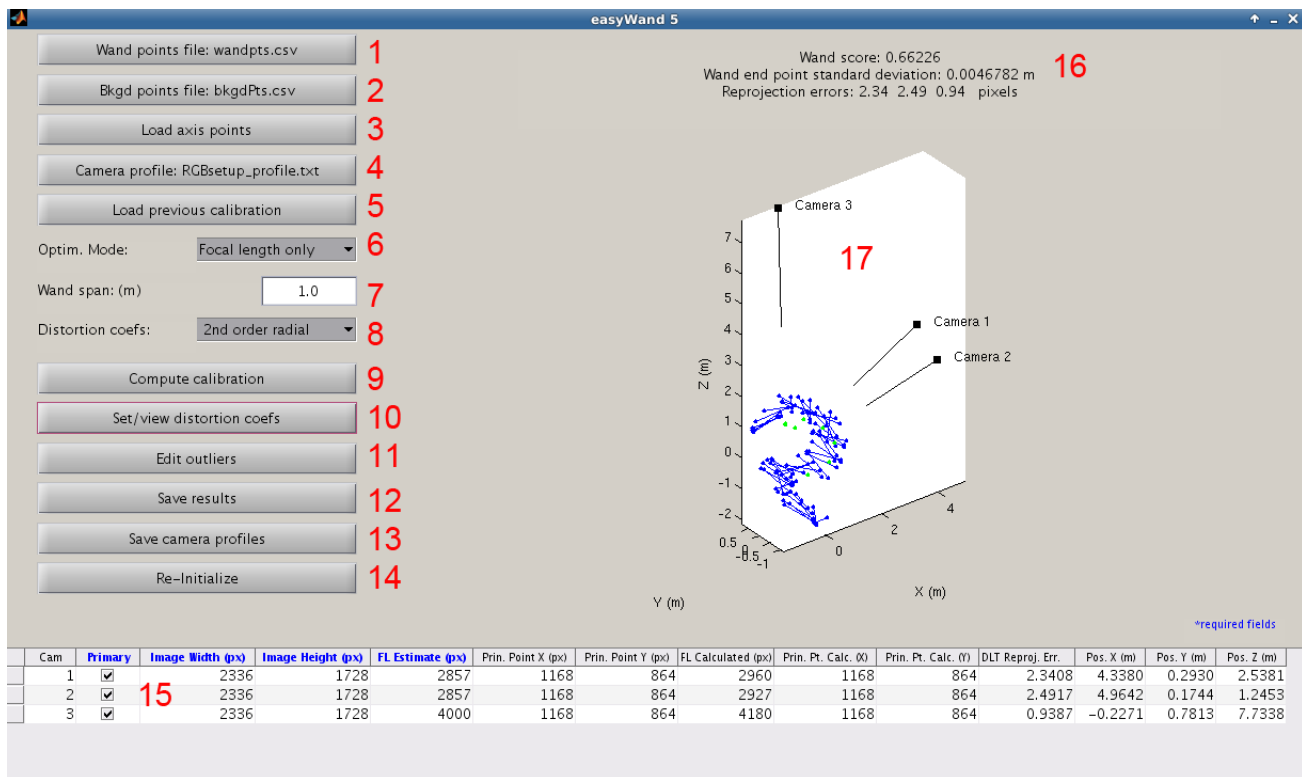 easyWand 5
Wand points file: wandpts.csv 1
Bkgd points file: bkgdPts.csv 2
Load axis points 3
Camera profile: RGBsetup_profile.txt 4
Load previous calibration 5
Optim. Mode: Focal length only 6
Wand span: (m) 1.0 7
Distortion coefs: 2nd order radial 8
Compute calibration 9
Set/view distortion coefs 10
Edit outliers 11
Save results 12
Save camera profiles 13
Re-Initialize 14
Wand score: 0.66226
Wand end point standard deviation: 0.0046782 m 16
Reprojection errors: 2.34 2.49 0.94 pixels
Camera 3
17
Camera 1
Camera 2
7
6
5
4
3
2
1
0
-1
-2
Z (m)
0.5
0
-0.5
-1
Y (m)
0
2
4
X (m)
*required fields
Cam Primary Image Width (px) Image Height (px) FL Estimate (px) Prin. Point X (px) Prin. Point Y (px) FL Calculated (px) Prin. Pt. Calc. (X) Prin. Pt. Calc. (Y) DLT Reproj. Err. Pos. X (m) Pos. Y (m) Pos. Z (m)
1 2336 1728 2857 1168 864 2960 1168 864 2.3408 4.3380 0.2930 2.5381
2 15 2336 1728 2857 1168 864 2927 1168 864 2.4917 4.9642 0.1744 1.2453
3 2336 1728 4000 1168 864 4180 1168 864 0.9387 -0.2271 0.7813 7.7338